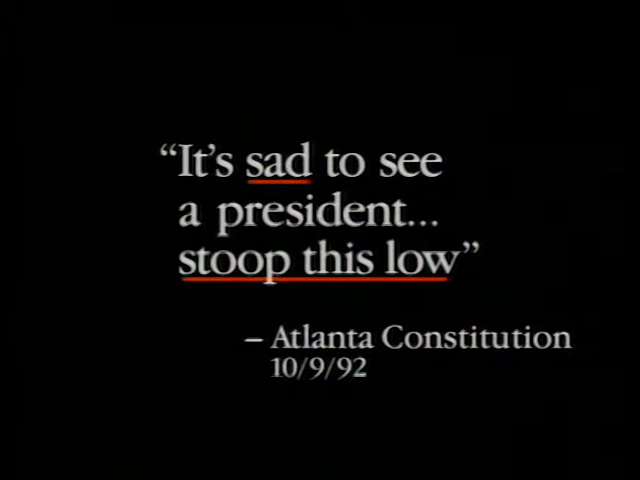 “It’s sad to see
a president...
stoop this low”
– Atlanta Constitution
10/9/92